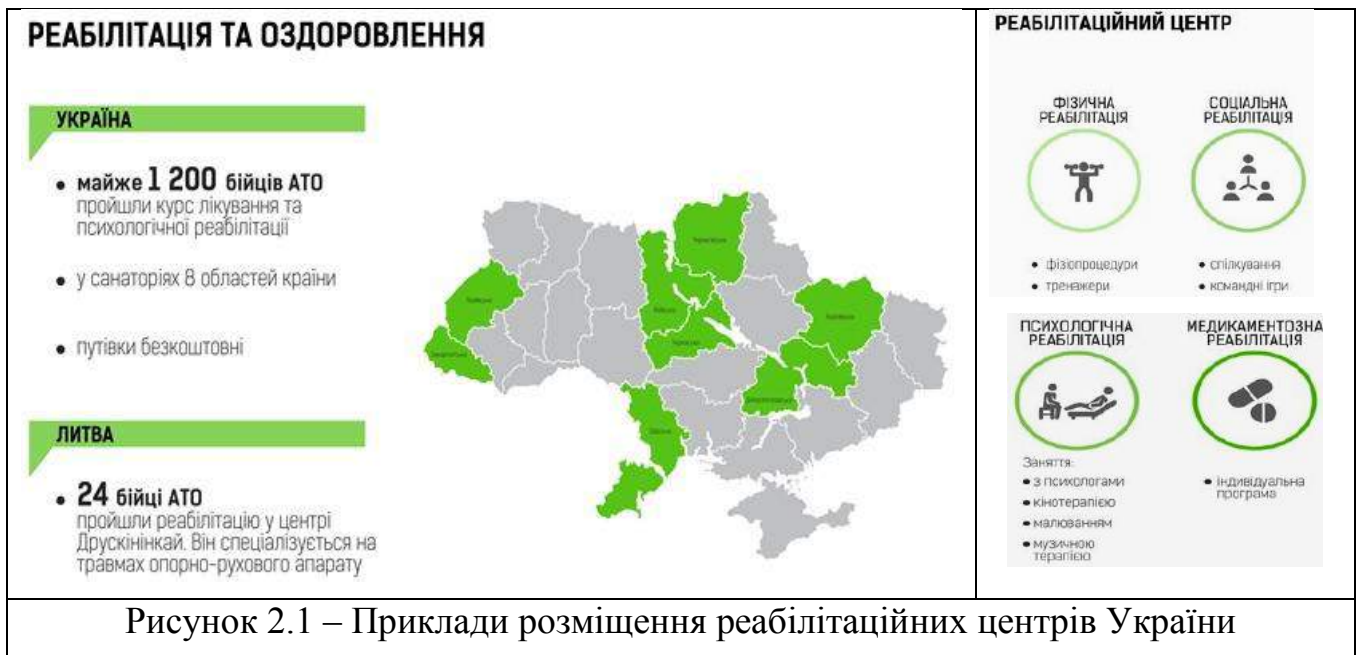 РЕАБІЛІТАЦІЯ ТА ОЗДОРОВЛЕННЯ
УКРАЇНА
• майже 1 200 бійців АТО
пройшли курс лікування та
психологічної реабілітації
• у санаторіях 8 областей країни
• путівки безкоштовні
ЛИТВА
• 24 бійці АТО
пройшли реабілітацію у центрі
Друскінінкай. Він спеціалізується на
травмах опорно-рухового апарату
РЕАБІЛІТАЦІЙНИЙ ЦЕНТР
ФІЗИЧНА
РЕАБІЛІТАЦІЯ
• фізіопроцедури
• тренажери
СОЦІАЛЬНА
РЕАБІЛІТАЦІЯ
• спілкування
• командні ігри
ПСИХОЛОГІЧНА
РЕАБІЛІТАЦІЯ
Заняття:
• з психологами
• кінотерапією
• малюванням
• музичною
терапією
МЕДИКАМЕНТОЗНА
РЕАБІЛІТАЦІЯ
• індивідуальна
програма
Рисунок 2.1 – Приклади розміщення реабілітаційних центрів України